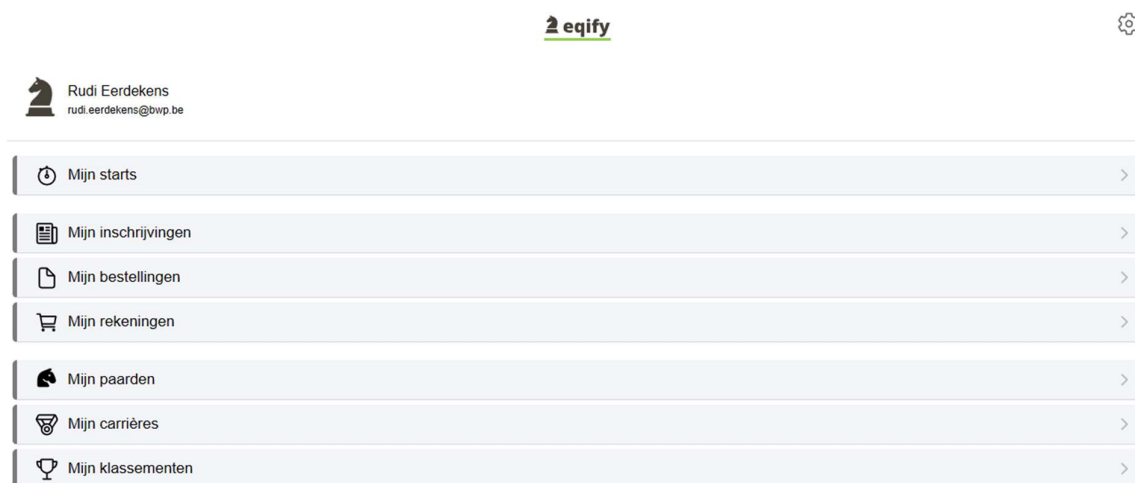 eqify
Rudi Eerdekens
rudi.eerdekens@bwp.be
Mijn starts
Mijn inschrijvingen
Mijn bestellingen
Mijn rekeningen
Mijn paarden
Mijn carrières
Mijn klassementen